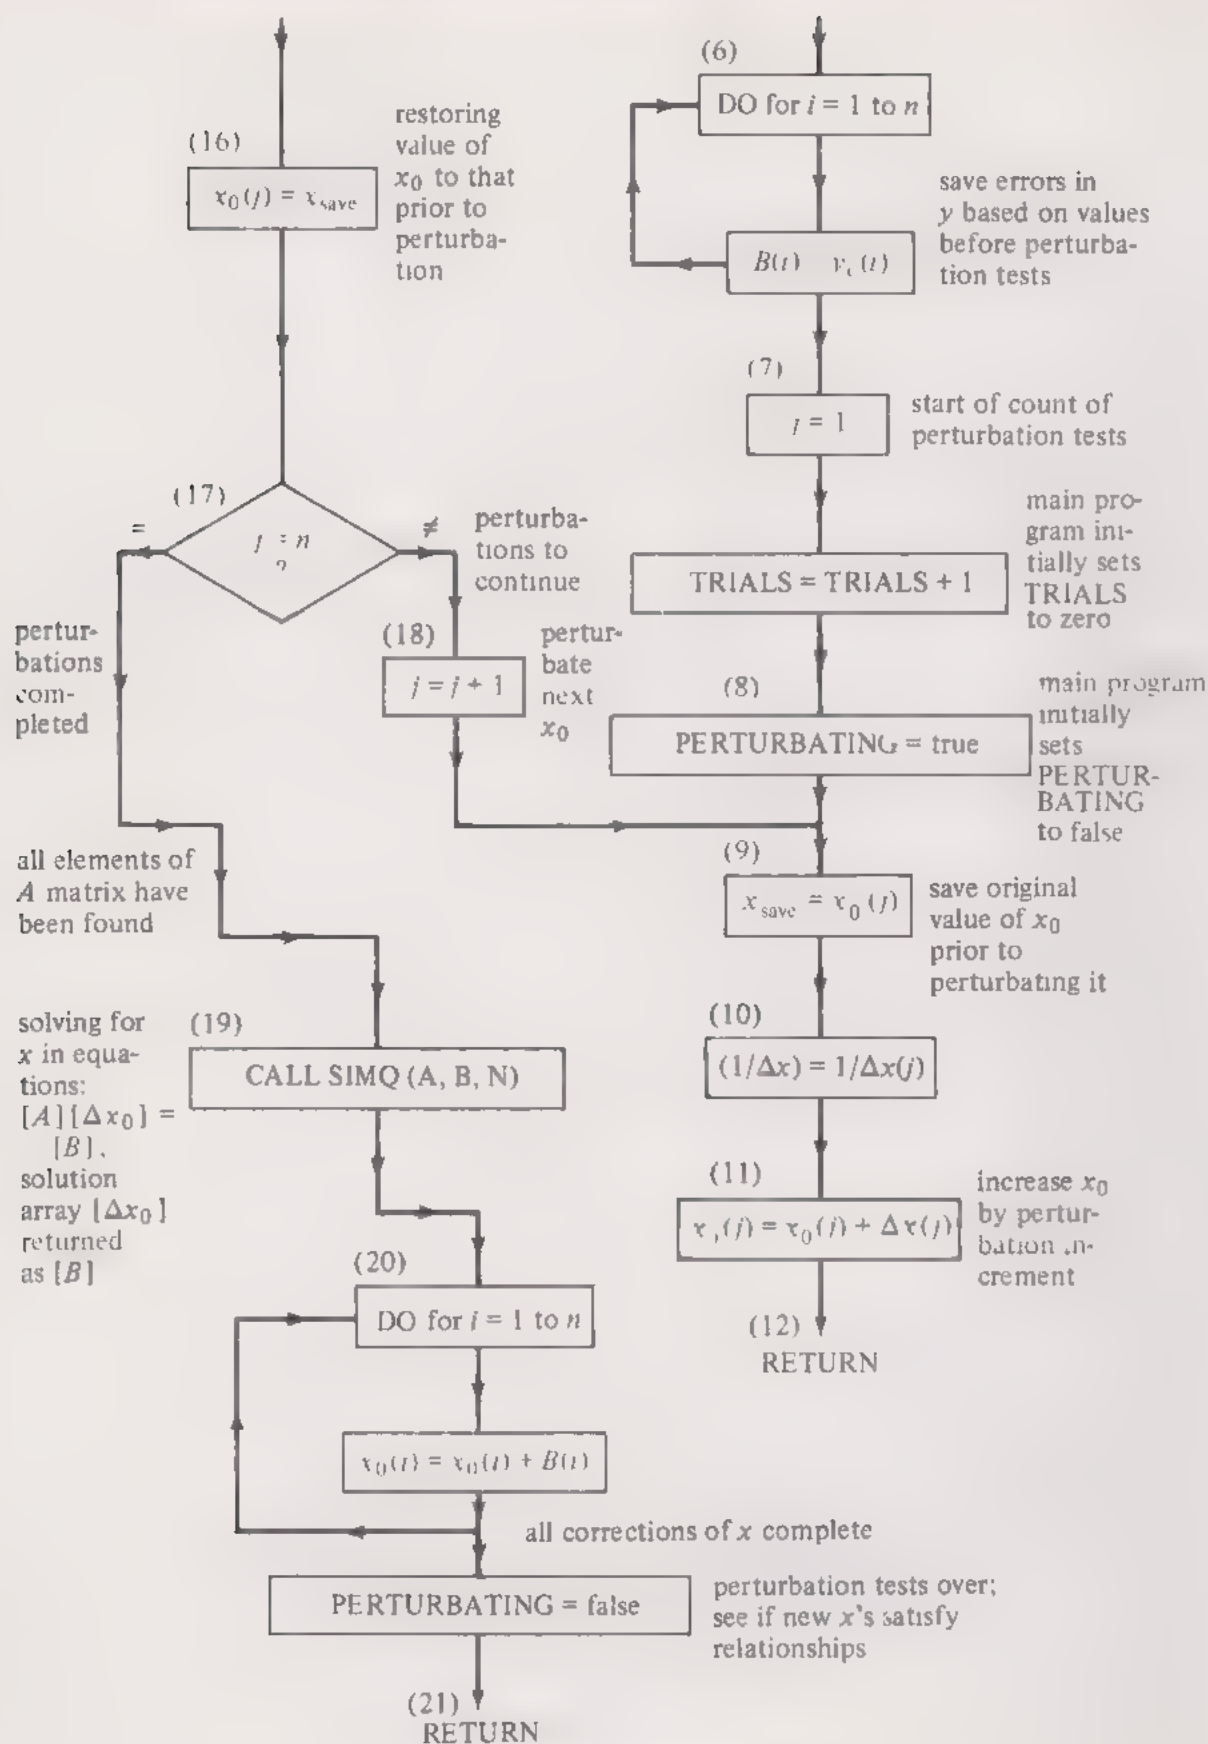 (16)
x₀(j) = x_save
restoring
value of
x₀ to that
prior to
perturba-
tion
(17)
=
≠
j : n
?
perturba-
tions to
continue
pertur-
bations
com-
pleted
(18)
j = j + 1
pertur-
bate
next
x₀
all elements of
A matrix have
been found
solving for
x in equa-
tions:
[A] [Δx₀] =
[B],
solution
array [Δx₀]
returned
as [B]
(19)
CALL SIMQ (A, B, N)
(20)
DO for i = 1 to n
x₀(i) = x₀(i) + B(i)
all corrections of x complete
PERTURBATING = false
perturbation tests over;
see if new x's satisfy
relationships
(21)
RETURN
(6)
DO for i = 1 to n
B(i)
save errors in
y based on values
before perturba-
tion tests
(7)
j = 1
start of count of
perturbation tests
TRIALS = TRIALS + 1
main pro-
gram ini-
tially sets
TRIALS
to zero
(8)
PERTURBATING = true
main program
initially
sets
PERTUR-
BATING
to false
(9)
x_save = x₀(j)
save original
value of x₀
prior to
perturbating it
(10)
(1/Δx) = 1/Δx(j)
(11)
(j) = x₀(j) + Δx(j)
increase x₀
by pertur-
bation in-
crement
(12)
RETURN